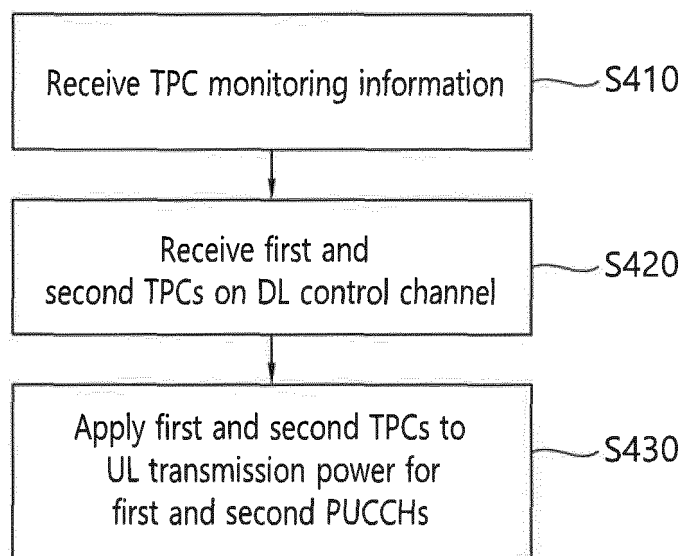 Receive TPC monitoring information
S410
Receive first and
second TPCs on DL control channel
S420
Apply first and second TPCs to
UL transmission power for
first and second PUCCHs
S430